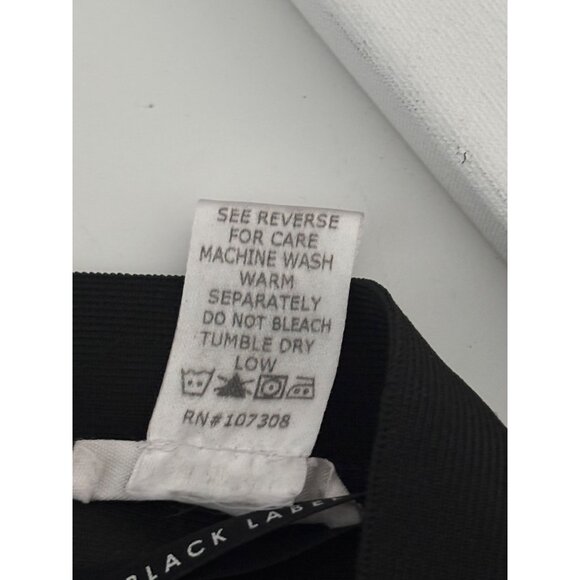 SEE REVERSE
FOR CARE
MACHINE WASH
WARM
SEPARATELY
DO NOT BLEACH
TUMBLE DRY
LOW
RN#107308
BLACK LABEL